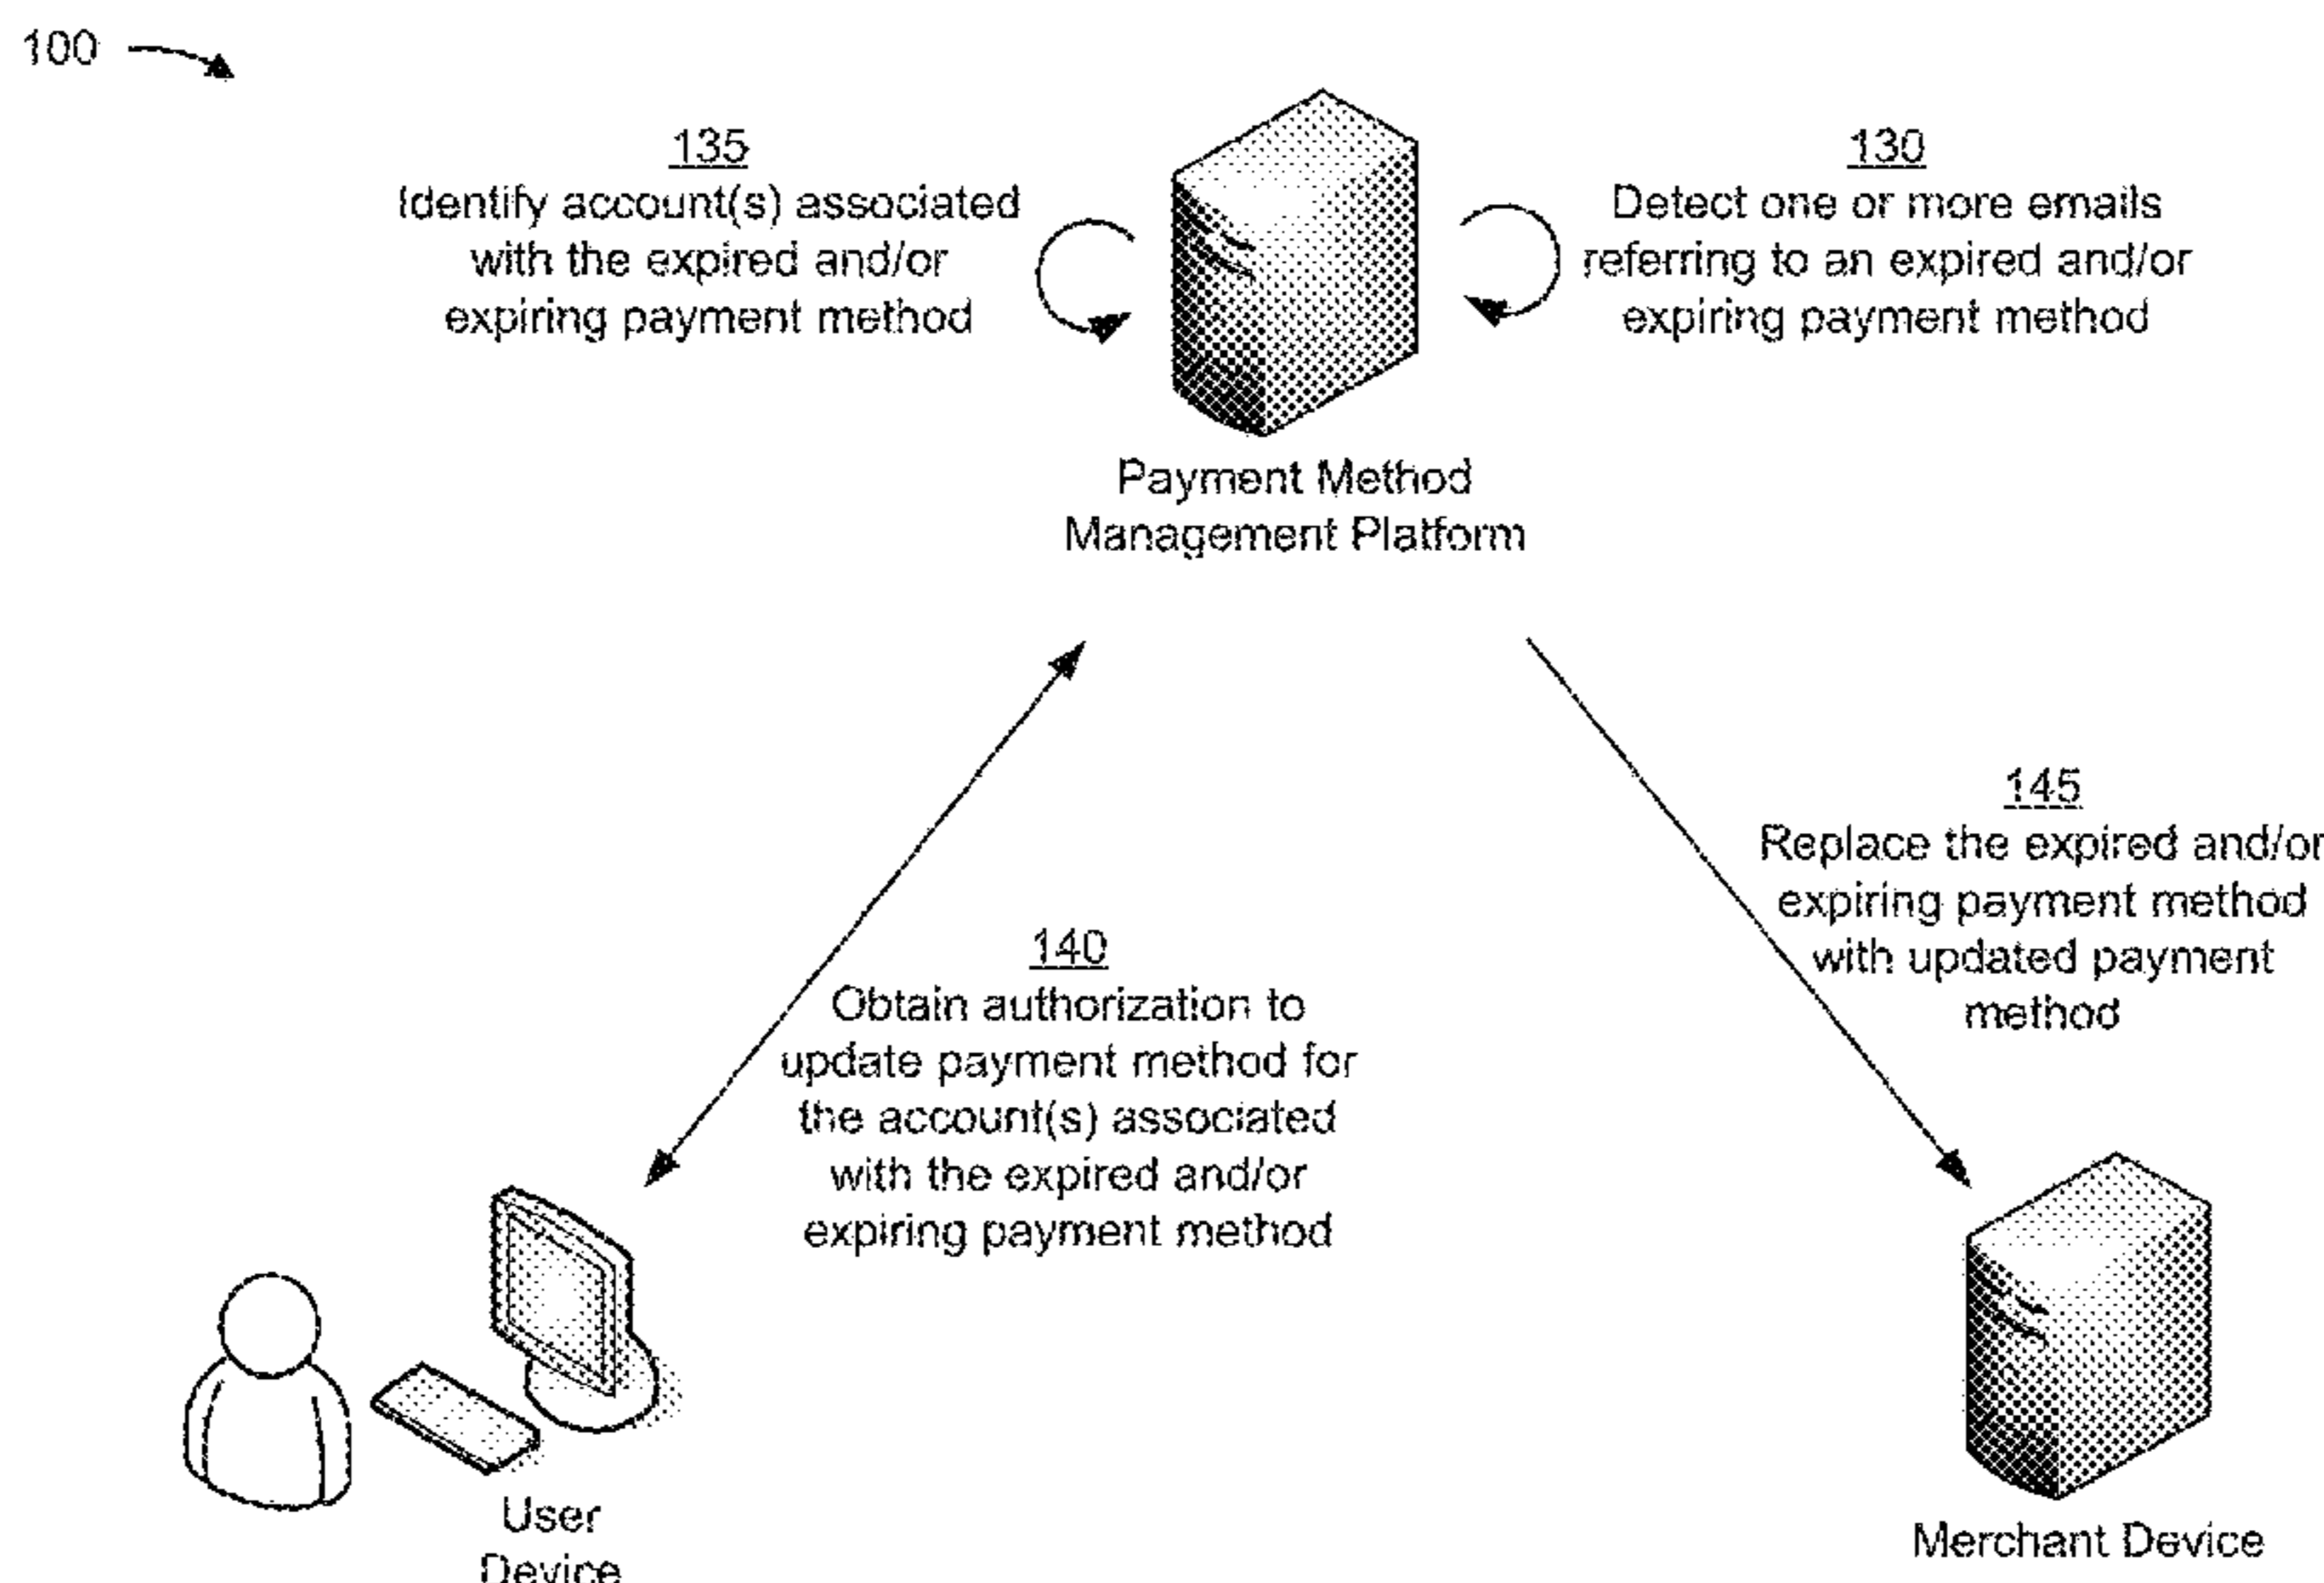 100
135
Identify account(s) associated
with the expired and/or
expiring payment method
130
Detect one or more emails
referring to an expired and/or
expiring payment method
Payment Method
Management Platform
145
Replace the expired and/or
expiring payment method
with updated payment
method
140
Obtain authorization to
update payment method for
the account(s) associated
with the expired and/or
expiring payment method
User
Device
Merchant Device